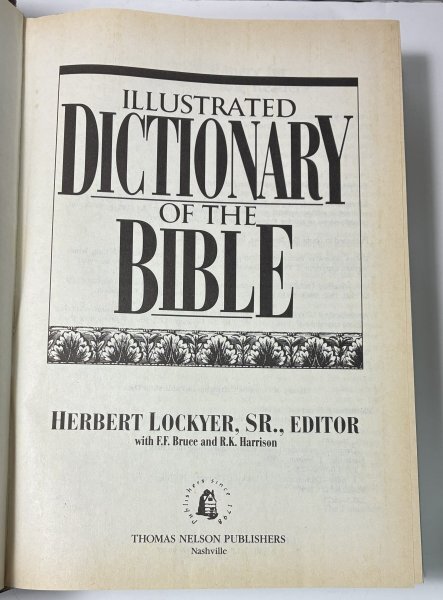 ILLUSTRATED
DICTIONARY
OF THE
BIBLE
HERBERT LOCKYER, SR., EDITOR
with F.F. Bruce and R.K. Harrison
Publishers since 1798
THOMAS NELSON PUBLISHERS
Nashville